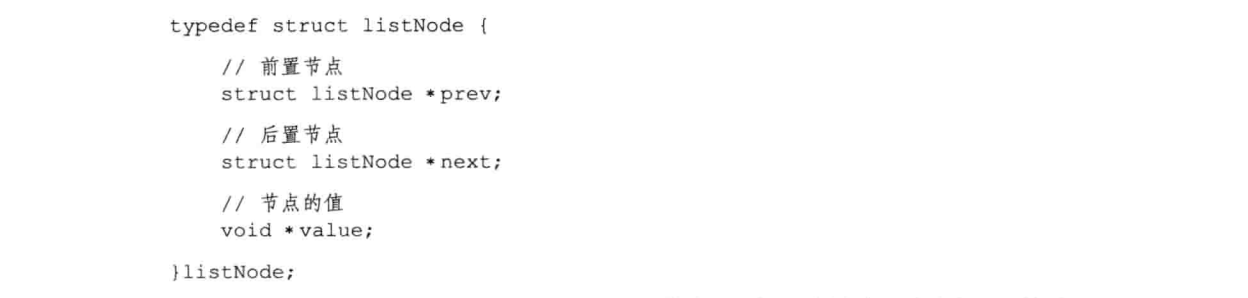 typedef struct listNode {
// 前置节点
struct listNode *prev;
// 后置节点
struct listNode *next;
// 节点的值
void *value;
}listNode;